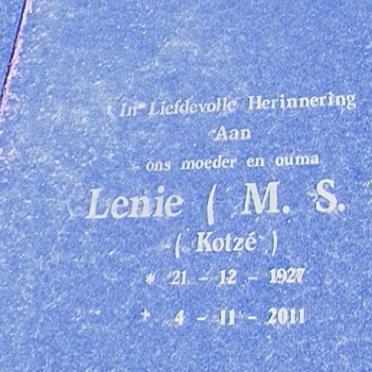 In Liefdevolle Herinnering
Aan
ons moeder en ouma
Lenie ( M. S.
( Kotzé )
* 21 - 12 - 1927
† 4 - 11 - 2011